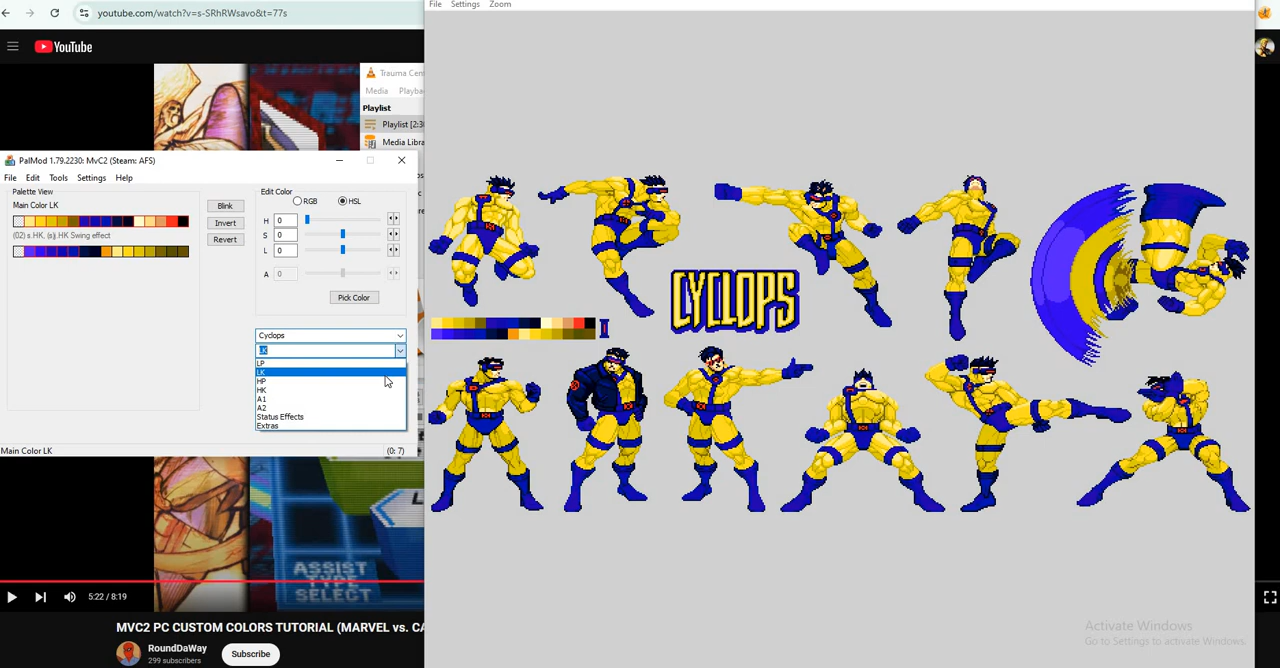 youtube.com/watch?v=s-SRhRWsavo&t=77s
File Settings Zoom
YouTube
Trauma Cen
Media Playba
Playlist
Playlist [2:3
Media Libra
PalMod 1.79.2230: MvC2 (Steam: AFS)
File Edit Tools Settings Help
Palette View
Main Color LK
(02) s.HK, (s)j.HK Swing effect
Blink
Invert
Revert
Edit Color
RGB HSL
H 0
S 0
L 0
A 0
Pick Color
Cyclops
LK
LP
LK
HP
HK
A1
A2
Status Effects
Extras
Main Color LK (0: 7)
CYCLOPS
ASSIST
TYPE
SELECT
5:22 / 8:19
MVC2 PC CUSTOM COLORS TUTORIAL (MARVEL vs. CA
RoundDaWay
299 subscribers
Subscribe
Activate Windows
Go to Settings to activate Windows.